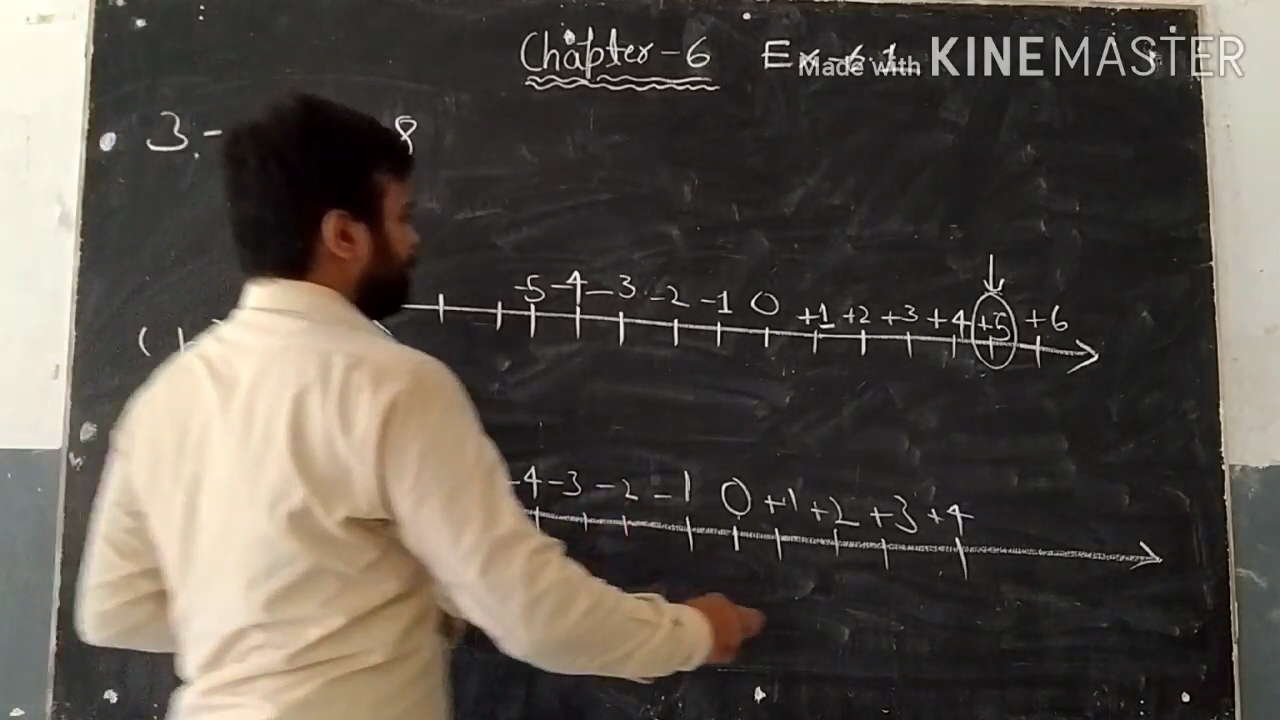 Chapter - 6 Ex - 6.1
Made with KINEMASTER
3. - 8
-5 -4 -3 -2 -1 0 +1 +2 +3 +4 +5 +6
(
-4 -3 -2 -1 0 +1 +2 +3 +4